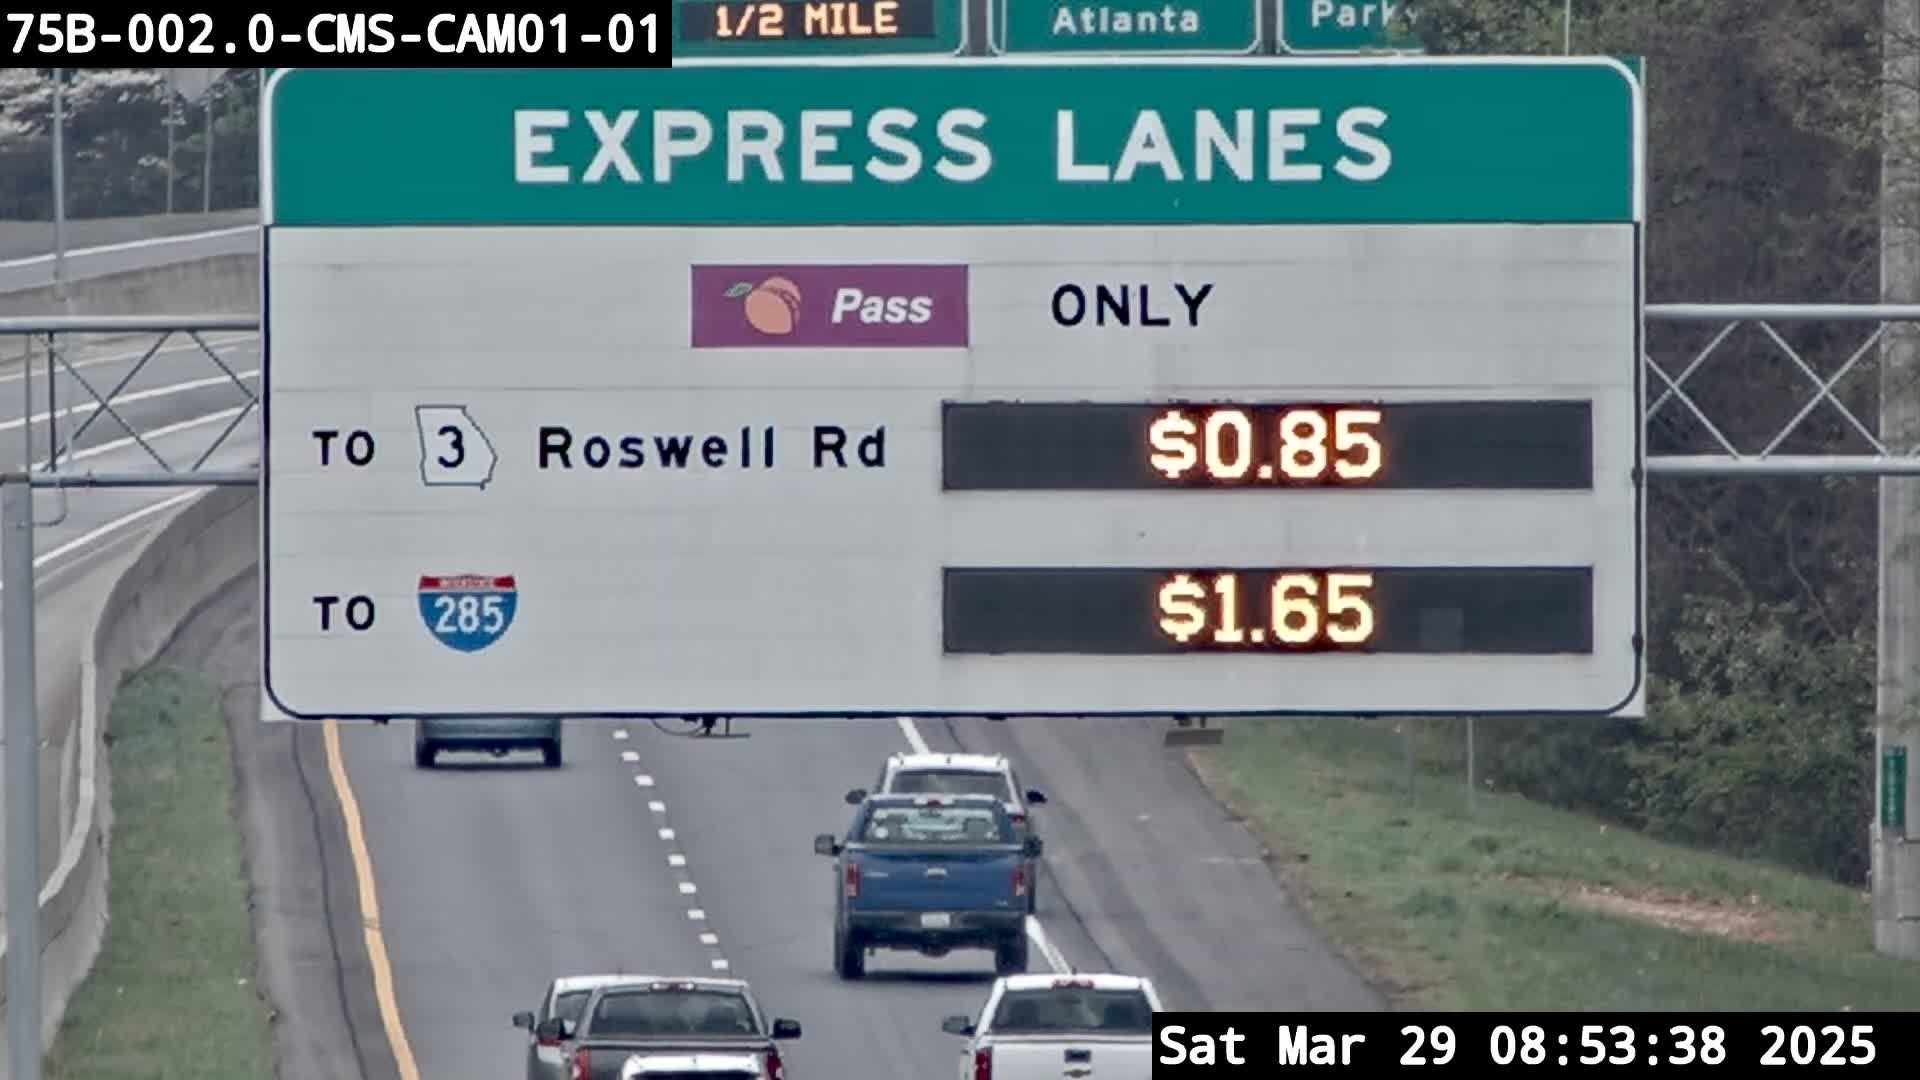 75B-002.0-CMS-CAM01-01
1/2 MILE
Atlanta
EXPRESS LANES
Pass ONLY
TO 3 Roswell Rd $0.85
TO 285 $1.65
Sat Mar 29 08:53:38 2025